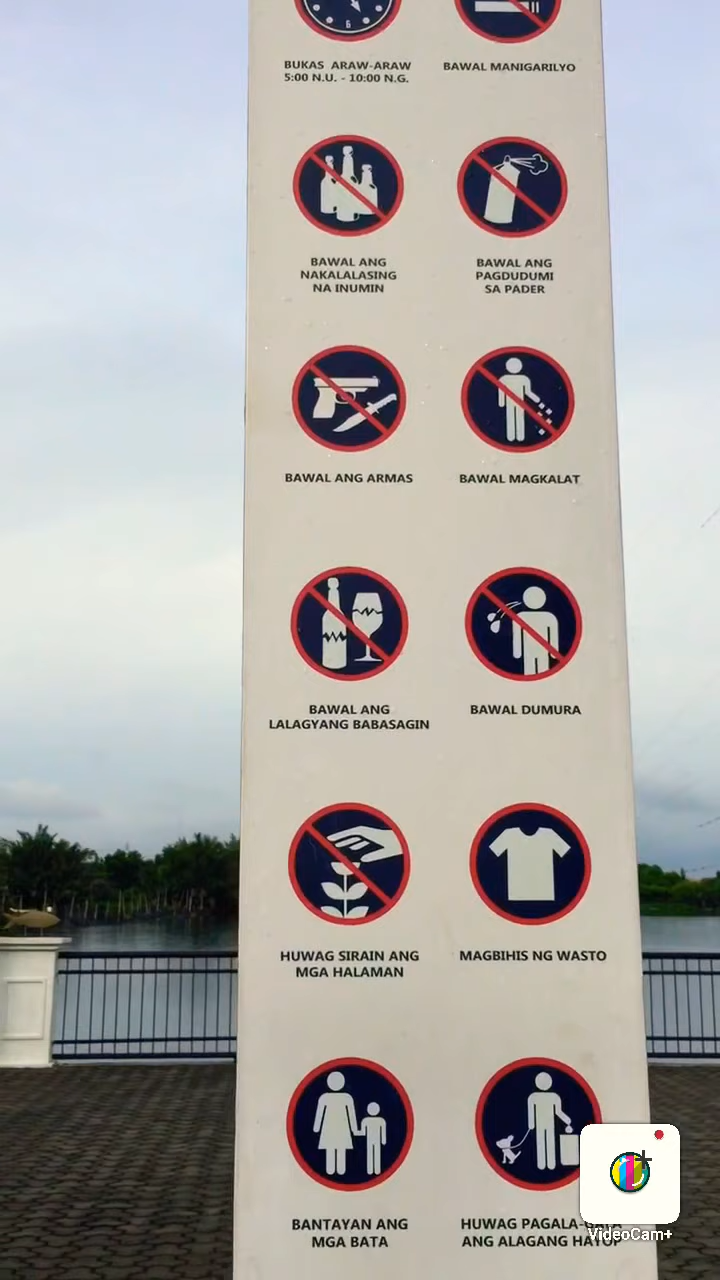 6
BUKAS ARAW-ARAW
5:00 N.U. - 10:00 N.G.
BAWAL MANIGARILYO
BAWAL ANG
NAKALALASING
NA INUMIN
BAWAL ANG
PAGDUDUMI
SA PADER
BAWAL ANG ARMAS
BAWAL MAGKALAT
BAWAL ANG
LALAGYANG BABASAGIN
BAWAL DUMURA
HUWAG SIRAIN ANG
MGA HALAMAN
MAGBIHIS NG WASTO
BANTAYAN ANG
MGA BATA
HUWAG PAGALA-
ANG ALAGANG
VideoCam+